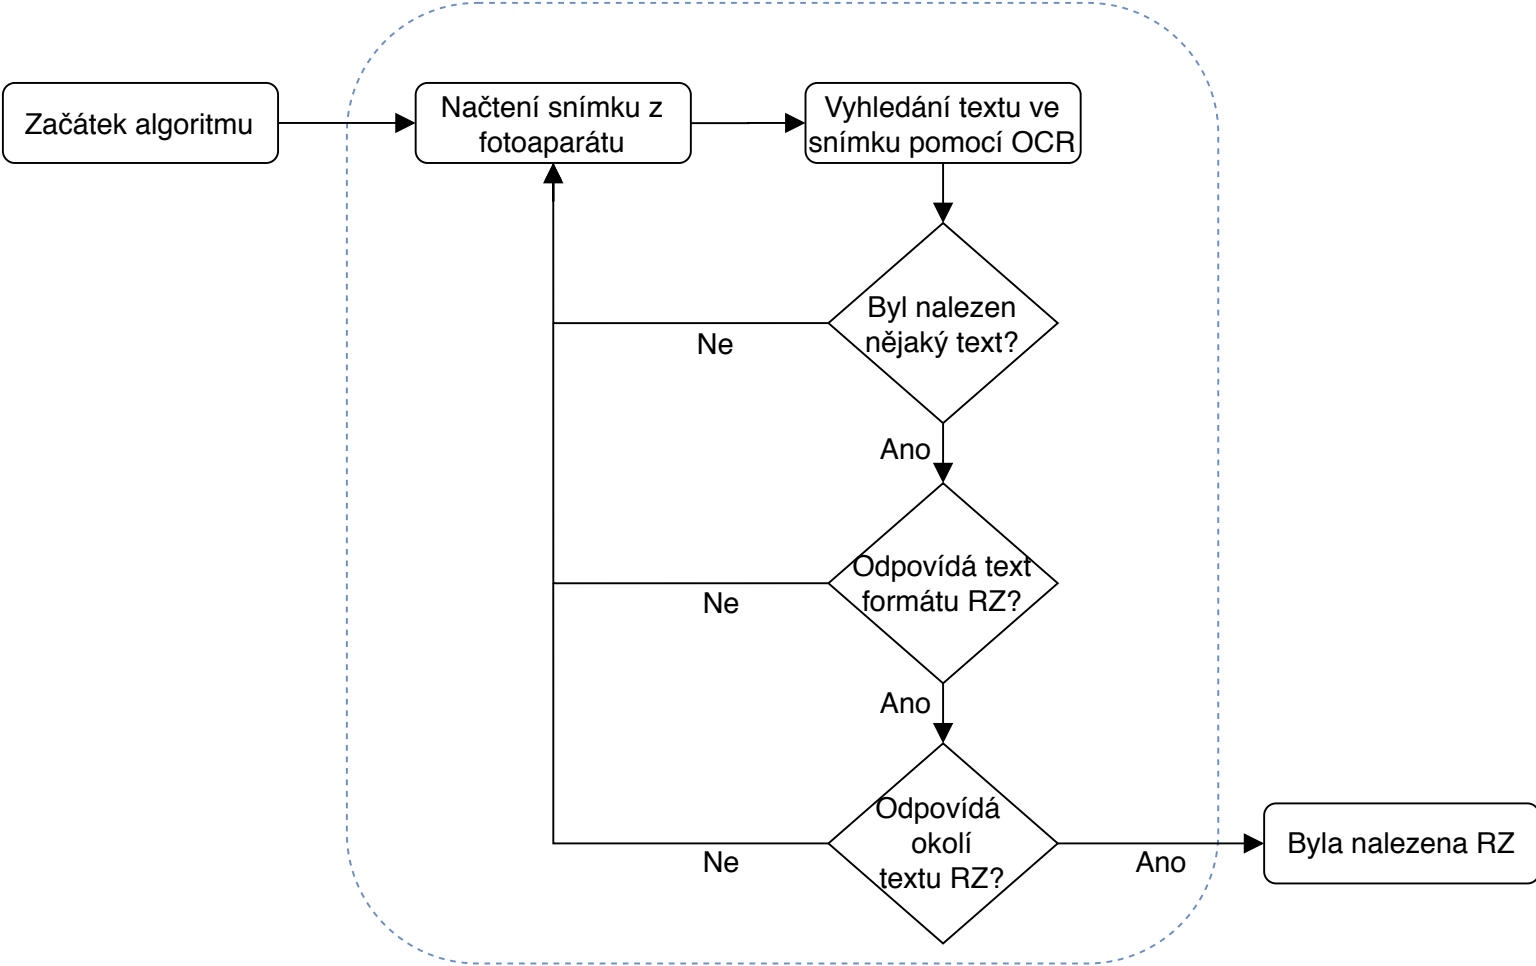 Začátek algoritmu
Načtení snímku z
fotoaparátu
Vyhledání textu ve
snímku pomocí OCR
Byl nalezen
nějaký text?
Ne
Ano
Odpovídá text
formátu RZ?
Ne
Ano
Odpovídá
okolí
textu RZ?
Ne
Ano
Byla nalezena RZ